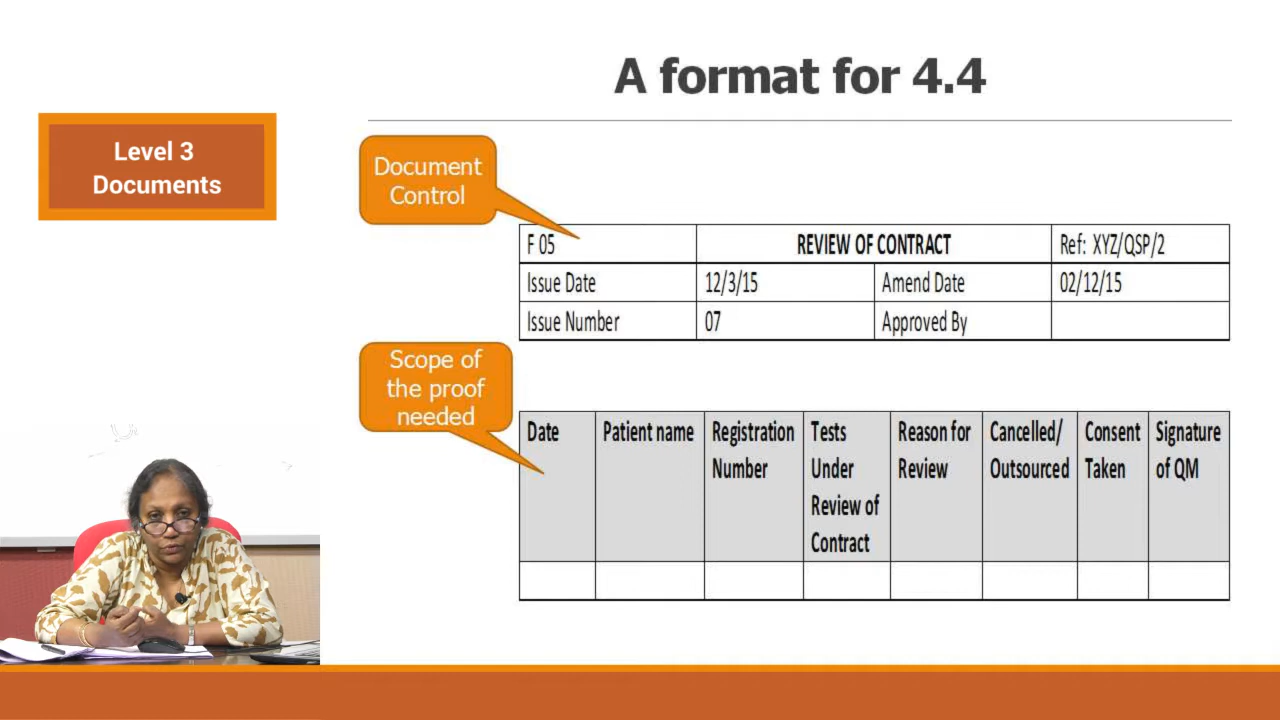 A format for 4.4
Level 3
Documents
Document
Control
F 05 REVIEW OF CONTRACT Ref: XYZ/QSP/2
Issue Date 12/3/15 Amend Date 02/12/15
Issue Number 07 Approved By
Scope of
the proof
needed
Date Patient name Registration Tests Reason for Cancelled/ Consent Signature
Number Under Review Outsourced Taken of QM
Review of
Contract